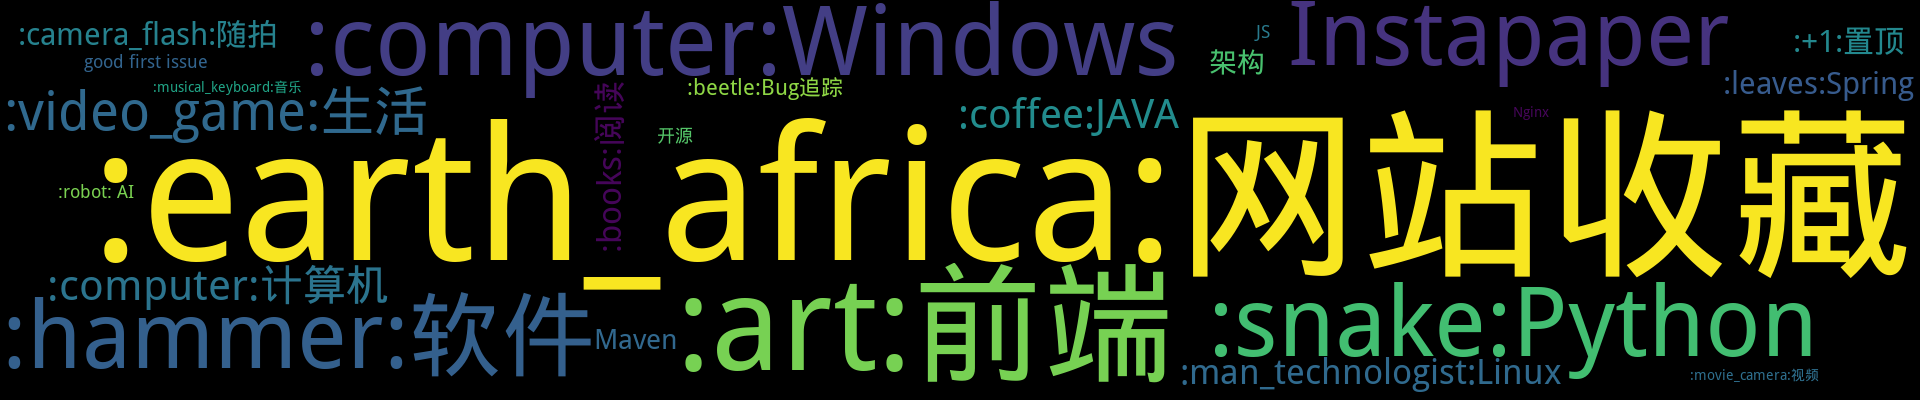 :camera_flash:随拍
good first issue
:computer:Windows
JS
架构
Instapaper
:+1:置顶
:musical_keyboard:音乐
:video_game:生活
:books:阅读
:beetle:Bug追踪
:coffee:JAVA
:leaves:Spring
Nginx
开源
:robot: AI
:earth_africa:网站收藏
:computer:计算机
:hammer:软件
Maven
:art:前端
:snake:Python
:man_technologist:Linux
:movie_camera:视频